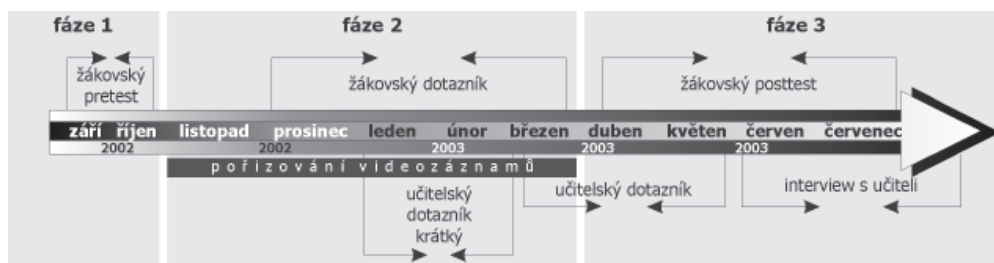 fáze 1
fáze 2
fáze 3
žákovský
pretest
žákovský dotazník
žákovský posttest
září říjen listopad prosinec leden únor březen duben květen červen červenec
2002 2002 2003 2003 2003
pořizování videozáznamů
učitelský
dotazník
krátký
učitelský dotazník
interview s učiteli